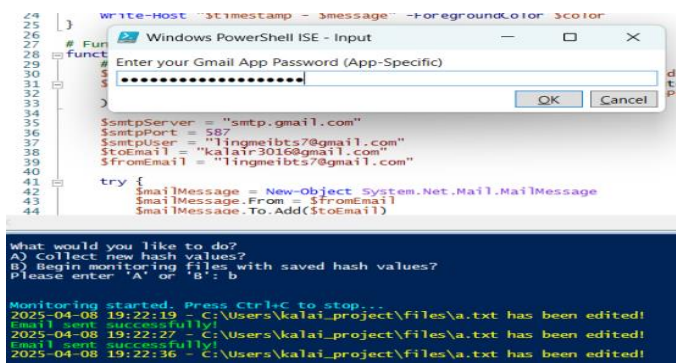 24 Write-Host "$timestamp - $message" -ForegroundColor $color
25 }
26
27 # Fun
28 funct
29 #
30 $
31 $
32
33 )
34
35 $smtpServer = "smtp.gmail.com"
36 $smtpPort = 587
37 $smtpUser = "lingmeibts7@gmail.com"
38 $toEmail = "kalair3016@gmail.com"
39 $fromEmail = "lingmeibts7@gmail.com"
40
41 try {
42 $mailMessage = New-Object System.Net.Mail.MailMessage
43 $mailMessage.From = $fromEmail
44 $mailMessage.To.Add($toEmail)
Windows PowerShell ISE - Input
Enter your Gmail App Password (App-Specific)
OK Cancel
What would you like to do?
A) Collect new hash values?
B) Begin monitoring files with saved hash values?
Please enter 'A' or 'B': b
Monitoring started. Press Ctrl+C to stop...
2025-04-08 19:22:19 - C:\Users\kalai_project\files\a.txt has been edited!
Email sent successfully!
2025-04-08 19:22:27 - C:\Users\kalai_project\files\a.txt has been edited!
Email sent successfully!
2025-04-08 19:22:36 - C:\Users\kalai_project\files\a.txt has been edited!